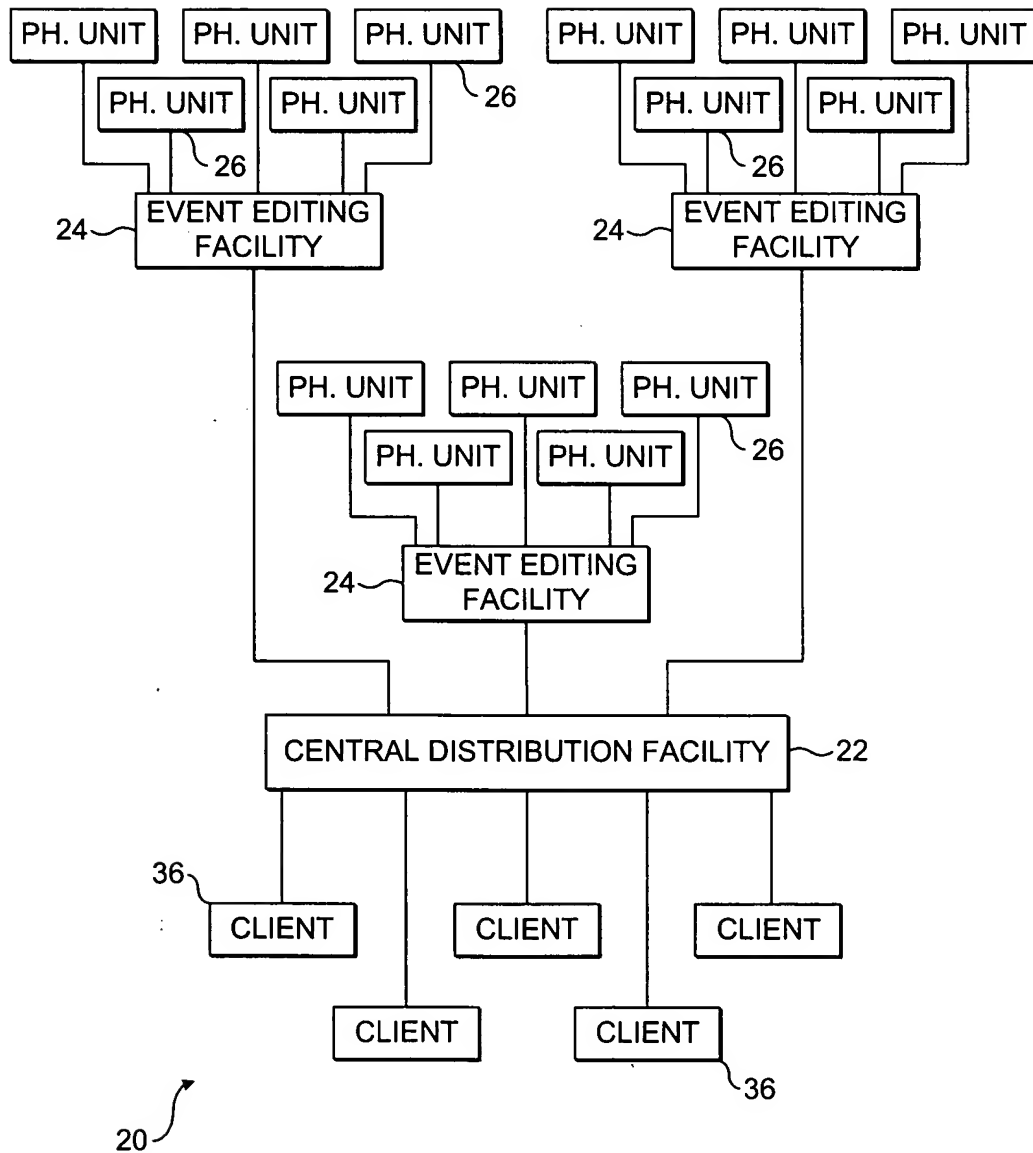 PH. UNIT PH. UNIT PH. UNIT PH. UNIT PH. UNIT PH. UNIT
PH. UNIT PH. UNIT 26 PH. UNIT PH. UNIT
26 26
24 EVENT EDITING FACILITY 24 EVENT EDITING FACILITY
PH. UNIT PH. UNIT PH. UNIT
PH. UNIT PH. UNIT 26
24 EVENT EDITING FACILITY
CENTRAL DISTRIBUTION FACILITY 22
36
CLIENT CLIENT CLIENT
CLIENT CLIENT
36
20